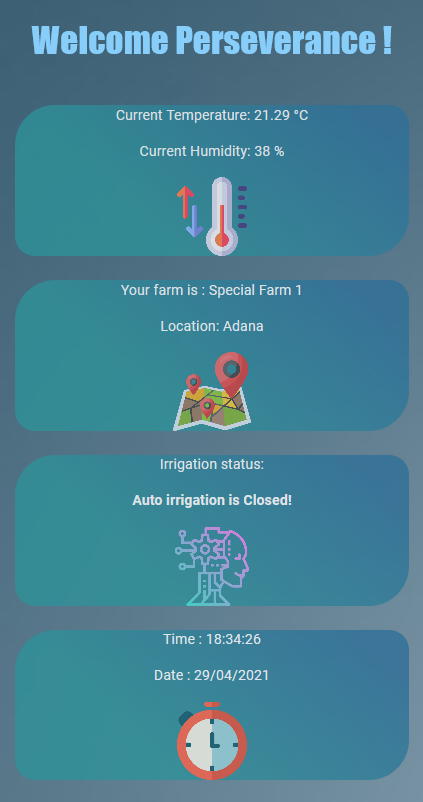 Welcome Perseverance !
Current Temperature: 21.29 °C
Current Humidity: 38 %
Your farm is : Special Farm 1
Location: Adana
Irrigation status:
Auto irrigation is Closed!
Time : 18:34:26
Date : 29/04/2021